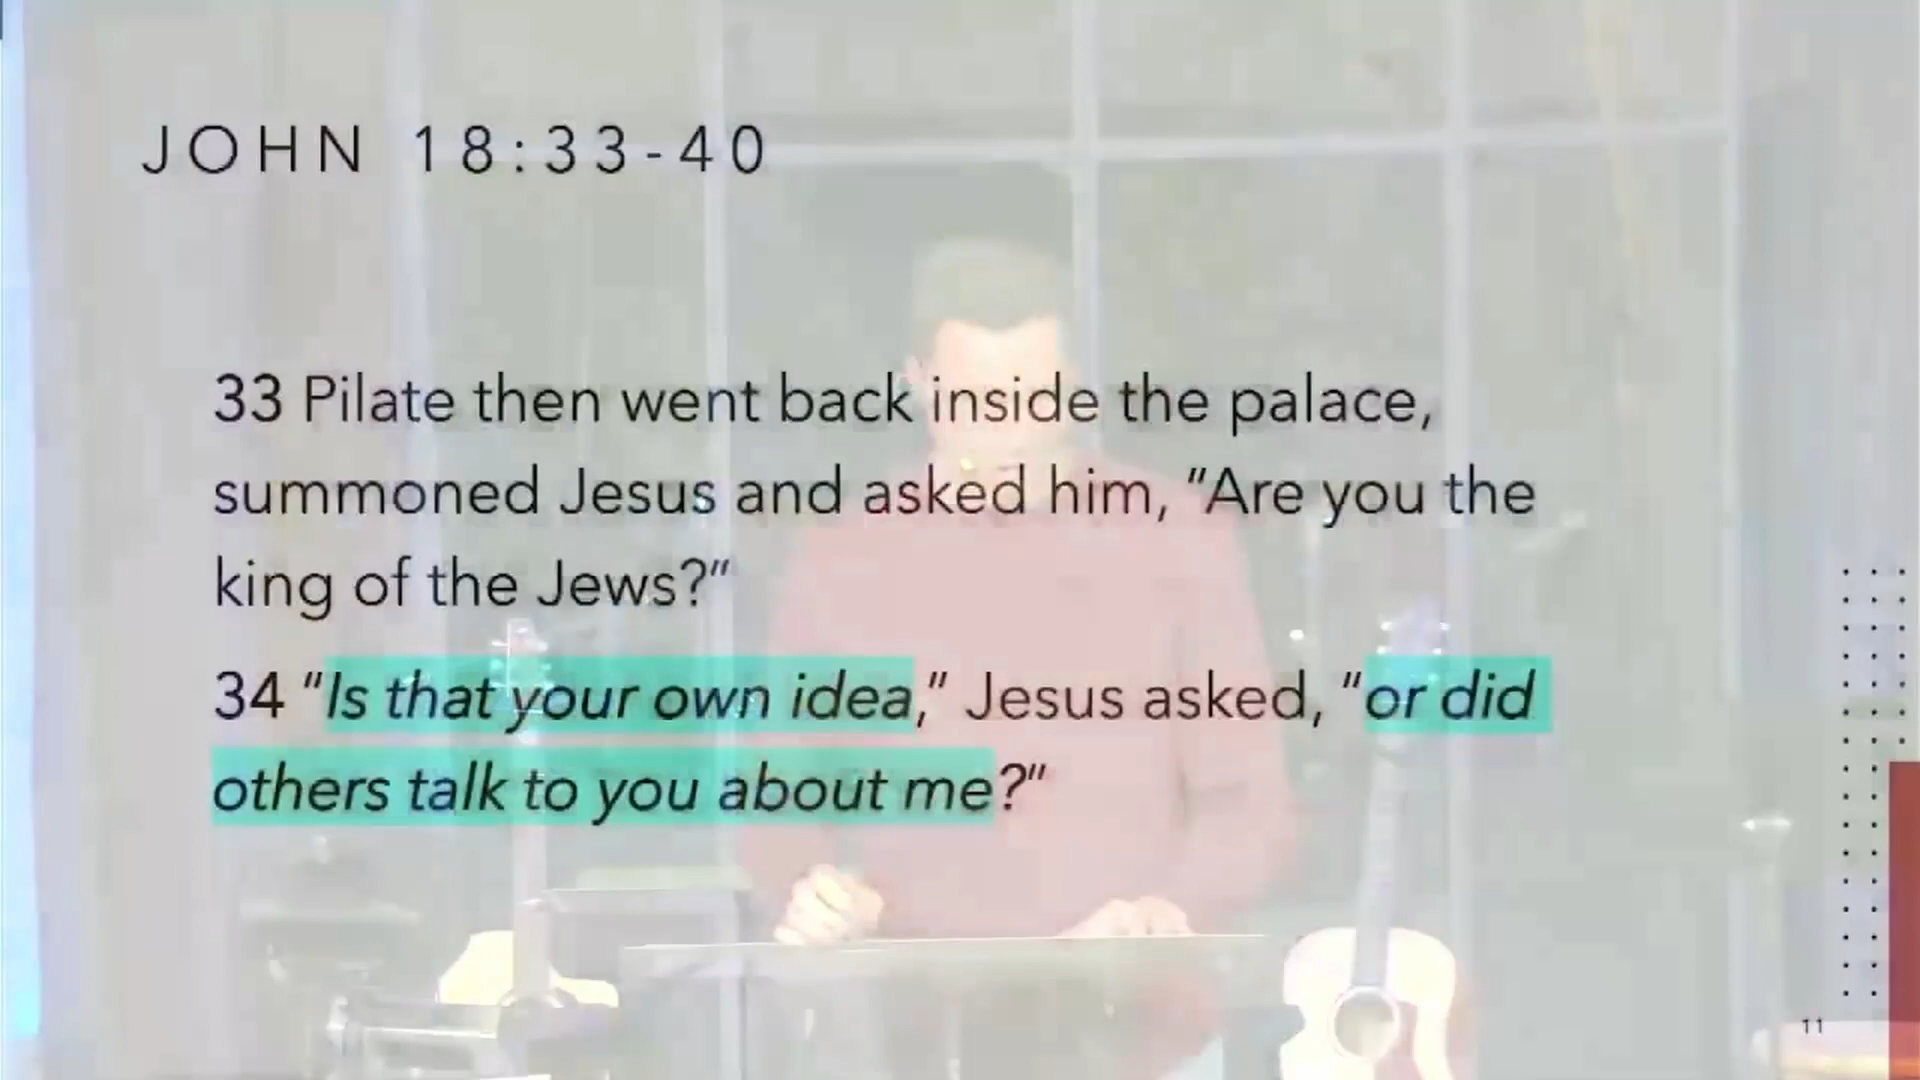 JOHN 18:33-40
33 Pilate then went back inside the palace,
summoned Jesus and asked him, "Are you the
king of the Jews?"
34 "Is that your own idea," Jesus asked, "or did
others talk to you about me?"
11